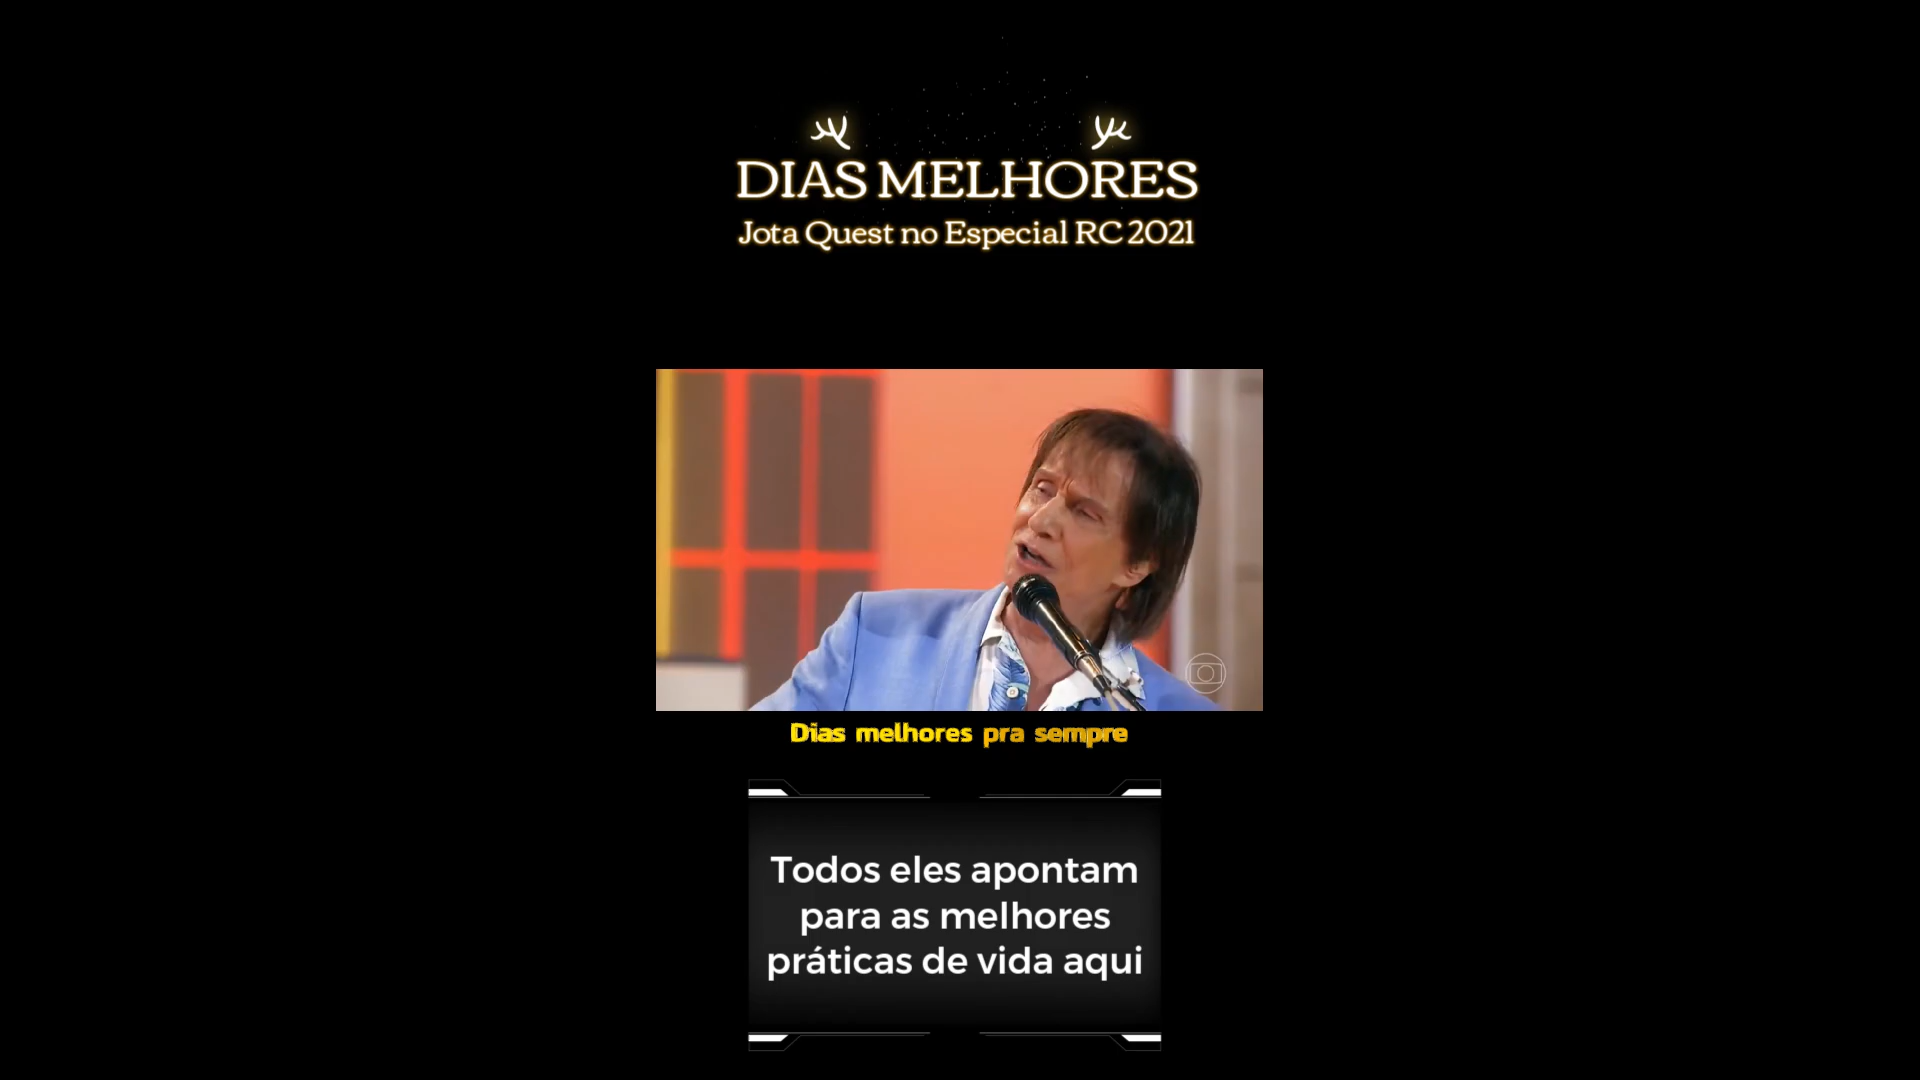 DIAS MELHORES
Jota Quest no Especial RC 2021
Dias melhores pra sempre
Todos eles apontam
para as melhores
práticas de vida aqui